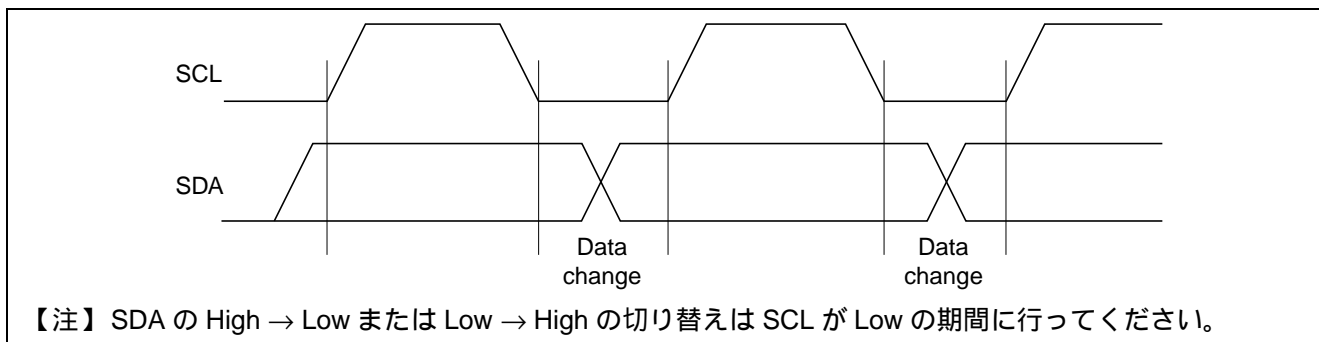 SCL
SDA
Data
change
Data
change
【注】SDA の High → Low または Low → High の切り替えは SCL が Low の期間に行ってください。